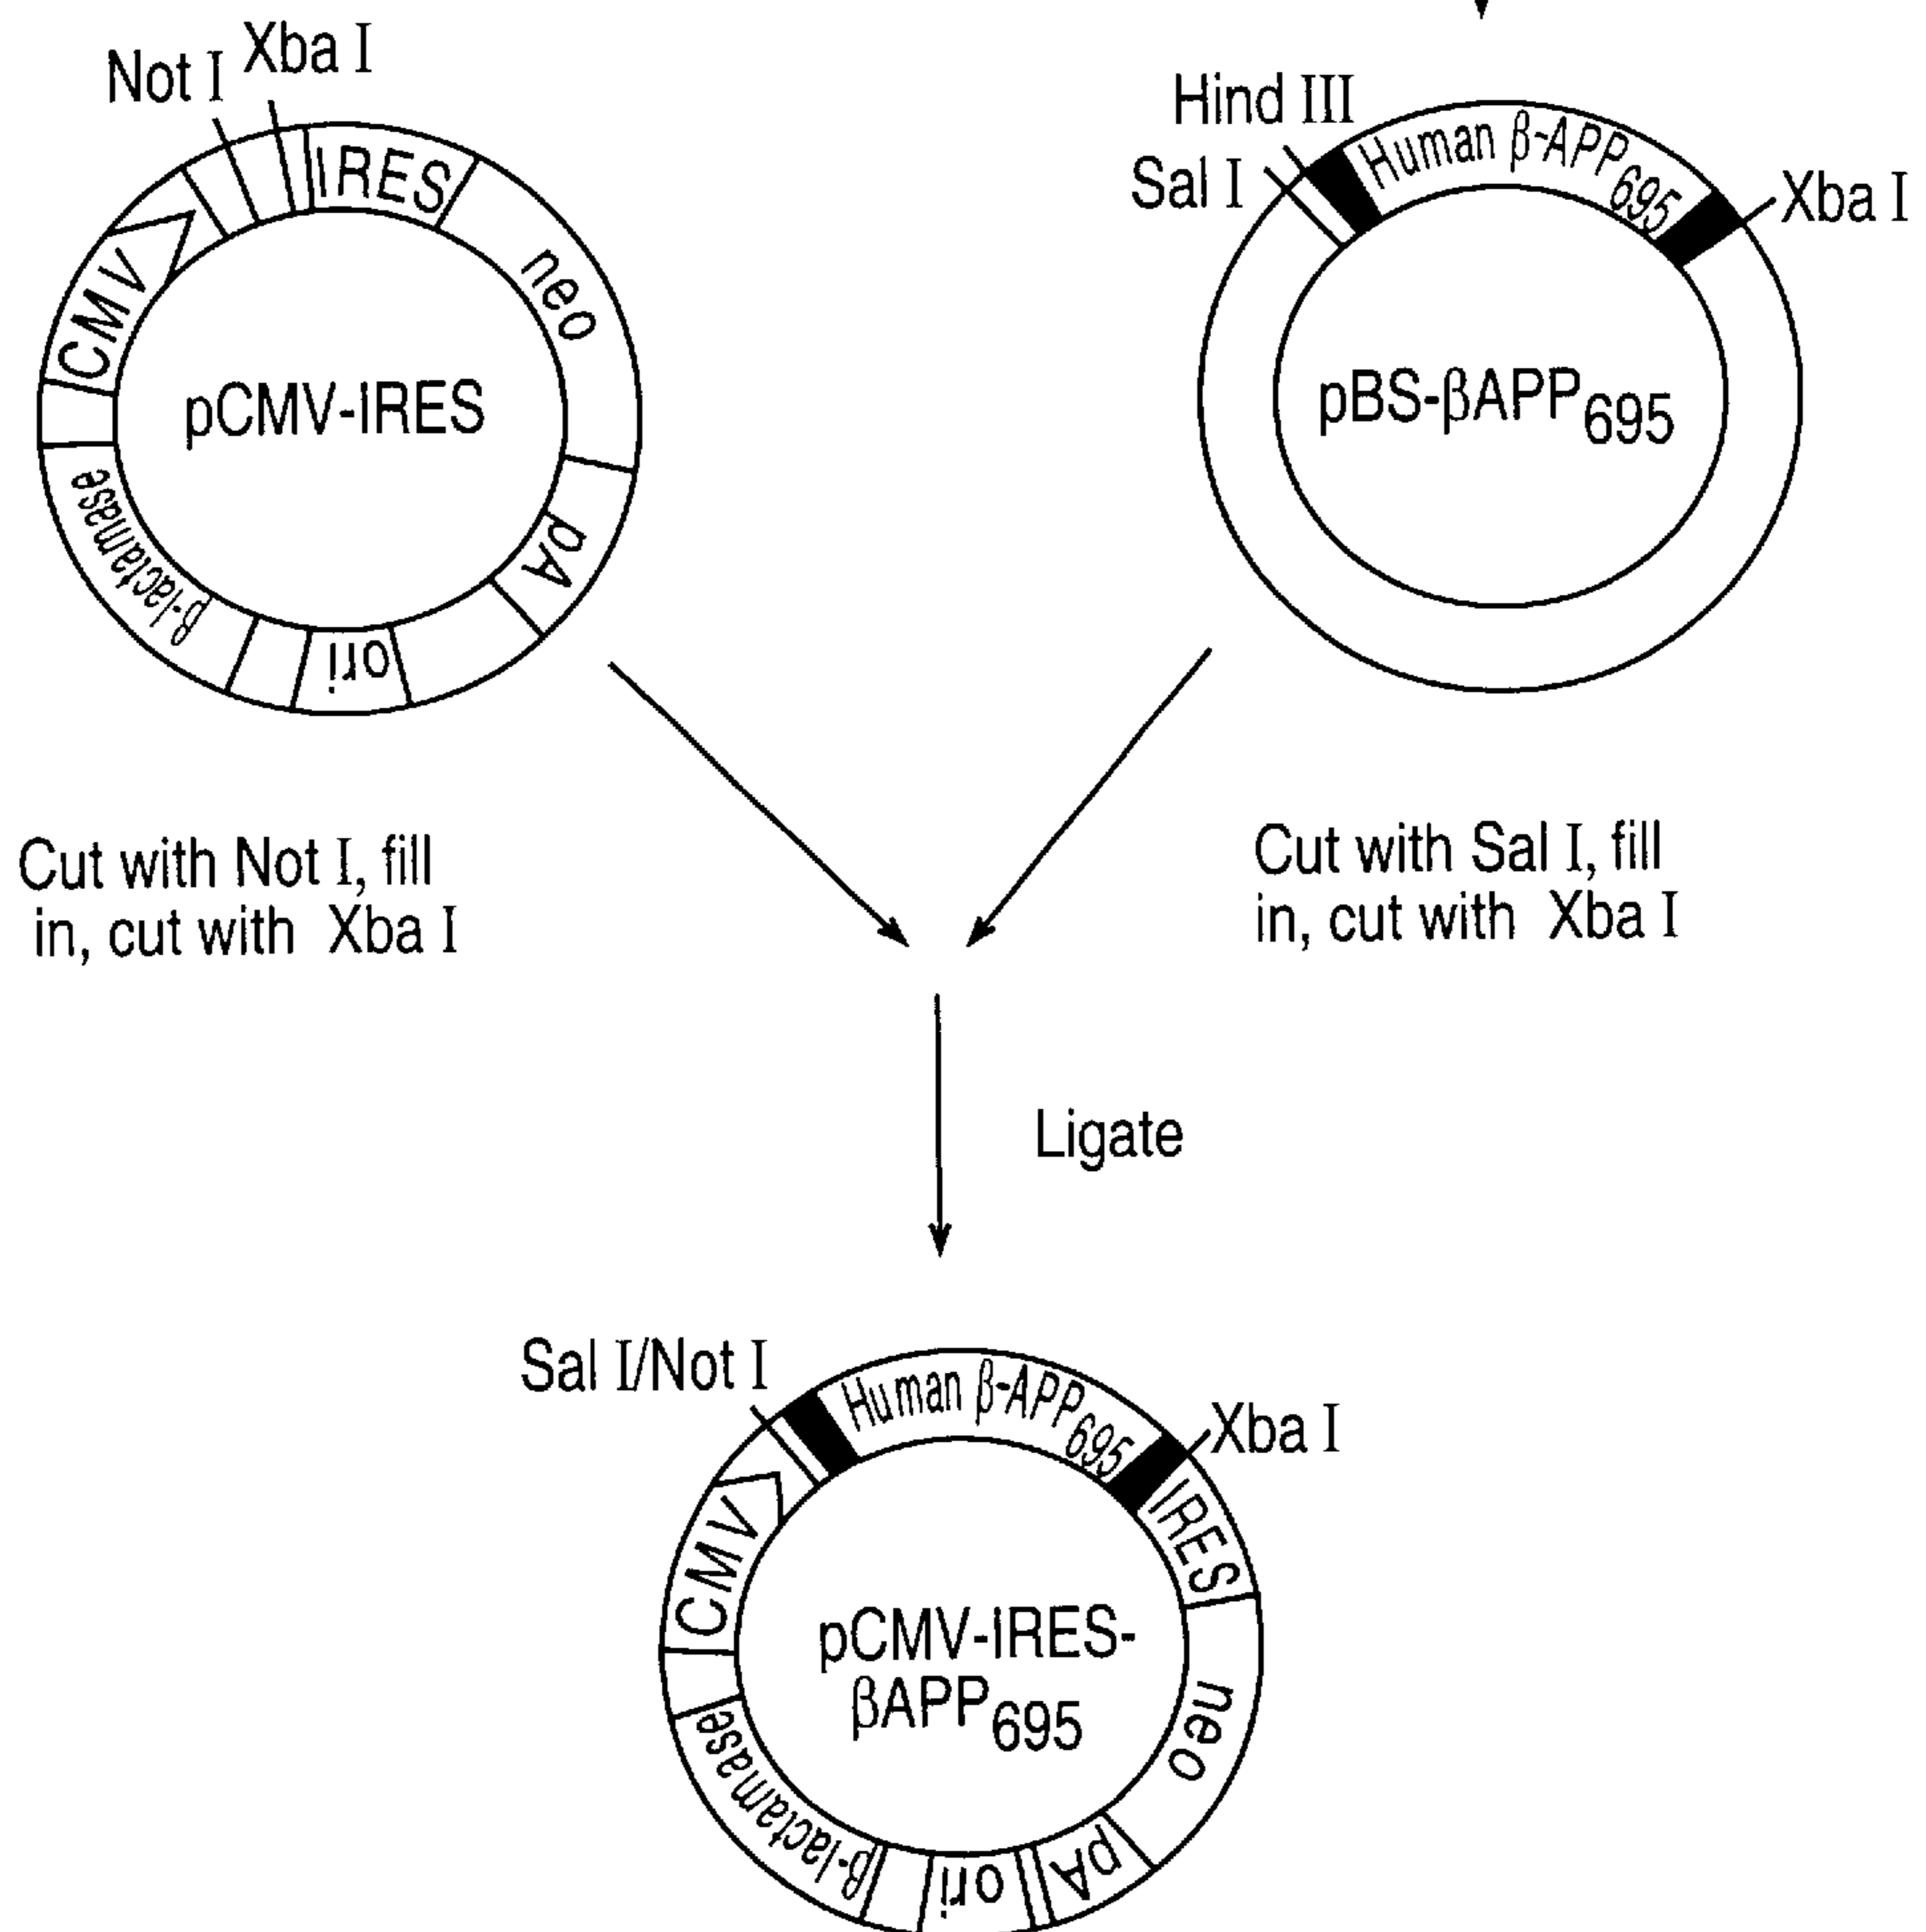 Not I
Xba I
IRES
neo
pA
ori
β-lactamase
CMV
pCMV-IRES
Hind III
Sal I
Human β-APP695
Xba I
pBS-βAPP695
Cut with Not I, fill
in, cut with Xba I
Cut with Sal I, fill
in, cut with Xba I
Ligate
Sal I/Not I
Human β-APP695
Xba I
IRES
neo
pA
ori
β-lactamase
CMV
pCMV-IRES-
βAPP695